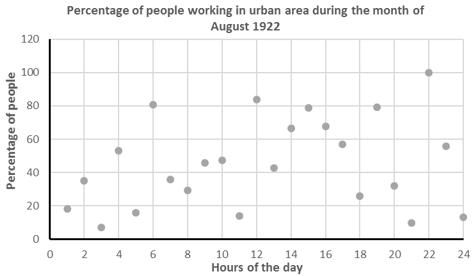 Percentage of people working in urban area during the month of
August 1922
120
100
80
60
40
20
0
Percentage of people
0 2 4 6 8 10 12 14 16 18 20 22 24
Hours of the day